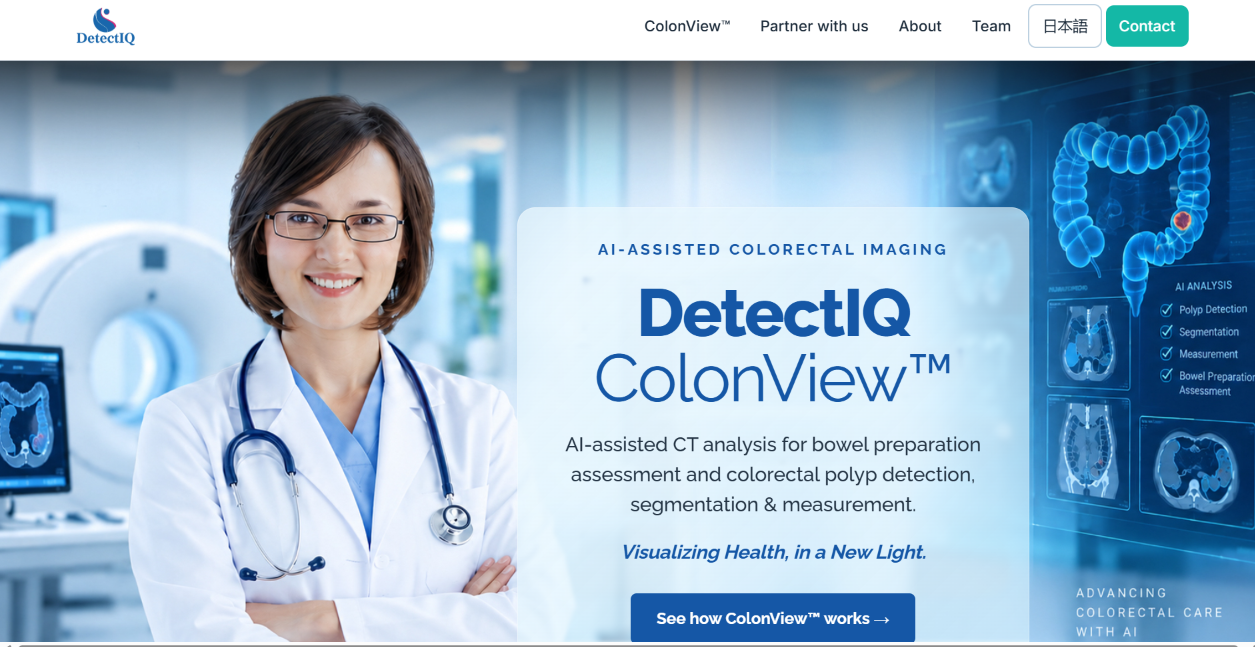 DetectIQ
ColonView™
Partner with us
About
Team
日本語
Contact
AI-ASSISTED COLORECTAL IMAGING
DetectIQ
ColonView™
AI-assisted CT analysis for bowel preparation
assessment and colorectal polyp detection,
segmentation & measurement.
Visualizing Health, in a New Light.
See how ColonView™ works →
AI ANALYSIS
Polyp Detection
Segmentation
Measurement
Bowel Preparation
Assessment
ADVANCING
COLORECTAL CARE
WITH AI